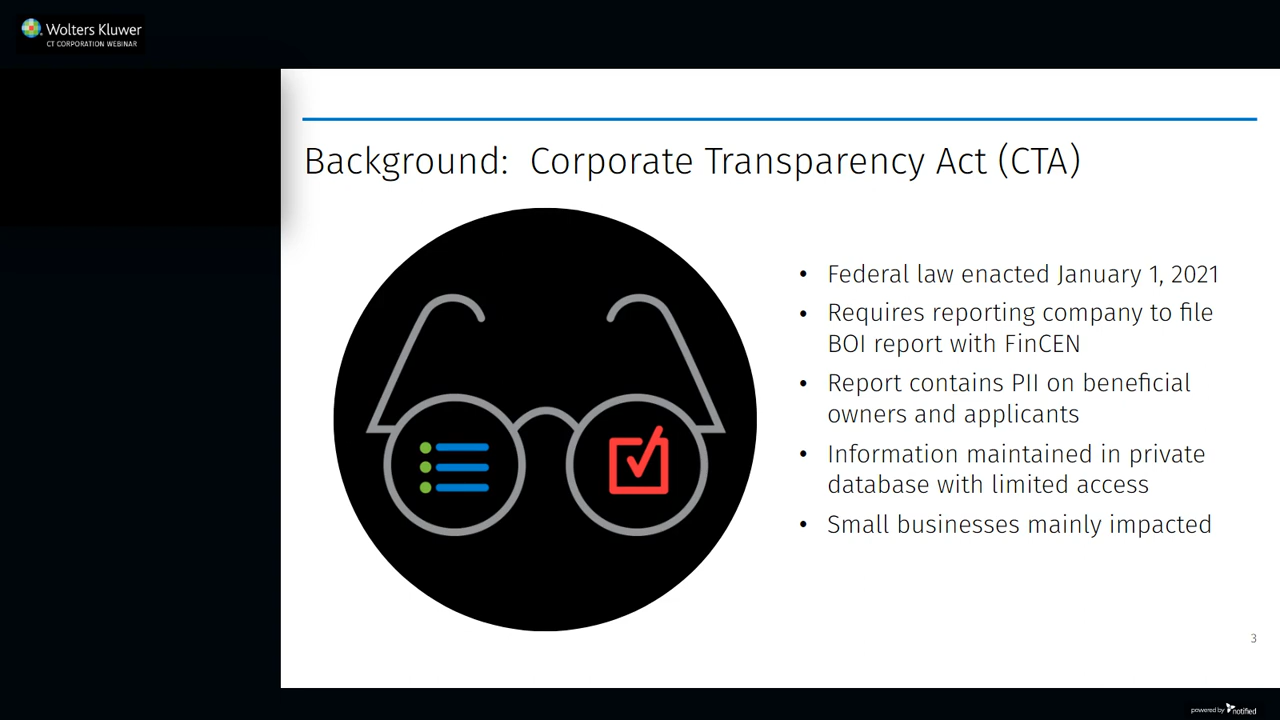 Wolters Kluwer
CT CORPORATION WEBINAR
Background: Corporate Transparency Act (CTA)
• Federal law enacted January 1, 2021
• Requires reporting company to file
BOI report with FinCEN
• Report contains PII on beneficial
owners and applicants
• Information maintained in private
database with limited access
• Small businesses mainly impacted
3
powered by notified